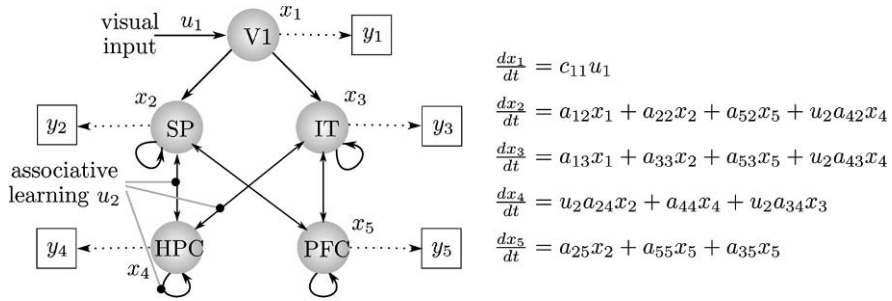 visual
input
u₁
x₁
V1
y₁
x₂
x₃
y₂
SP
IT
y₃
associative
learning u₂
x₅
y₄
HPC
PFC
y₅
x₄
dx₁/dt = c₁₁u₁
dx₂/dt = a₁₂x₁ + a₂₂x₂ + a₅₂x₅ + u₂a₄₂x₄
dx₃/dt = a₁₃x₁ + a₃₃x₂ + a₅₃x₅ + u₂a₄₃x₄
dx₄/dt = u₂a₂₄x₂ + a₄₄x₄ + u₂a₃₄x₃
dx₅/dt = a₂₅x₂ + a₅₅x₅ + a₃₅x₅